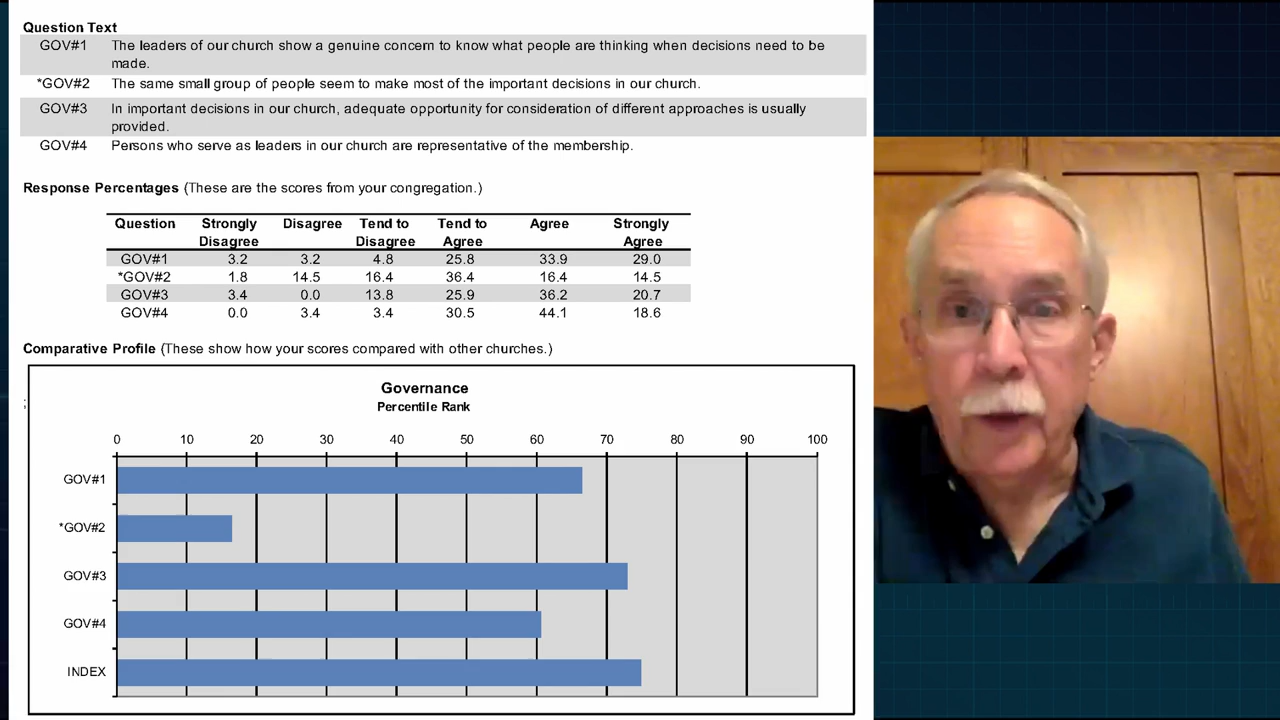 Question Text
GOV#1 The leaders of our church show a genuine concern to know what people are thinking when decisions need to be
made.
*GOV#2 The same small group of people seem to make most of the important decisions in our church.
GOV#3 In important decisions in our church, adequate opportunity for consideration of different approaches is usually
provided.
GOV#4 Persons who serve as leaders in our church are representative of the membership.
Response Percentages (These are the scores from your congregation.)
Question Strongly Disagree Tend to Tend to Agree Strongly
Disagree Disagree Agree Agree
GOV#1 3.2 3.2 4.8 25.8 33.9 29.0
*GOV#2 1.8 14.5 16.4 36.4 16.4 14.5
GOV#3 3.4 0.0 13.8 25.9 36.2 20.7
GOV#4 0.0 3.4 3.4 30.5 44.1 18.6
Comparative Profile (These show how your scores compared with other churches.)
;
Governance
Percentile Rank
0 10 20 30 40 50 60 70 80 90 100
GOV#1
*GOV#2
GOV#3
GOV#4
INDEX